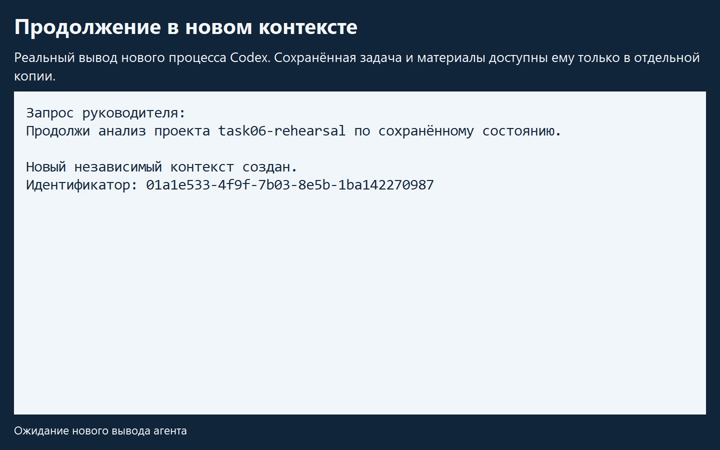 Продолжение в новом контексте
Реальный вывод нового процесса Codex. Сохранённая задача и материалы доступны ему только в отдельной
копии.
Запрос руководителя:
Продолжи анализ проекта task06-rehearsal по сохранённому состоянию.
Новый независимый контекст создан.
Идентификатор: 01a1e533-4f9f-7b03-8e5b-1ba142270987
Ожидание нового вывода агента